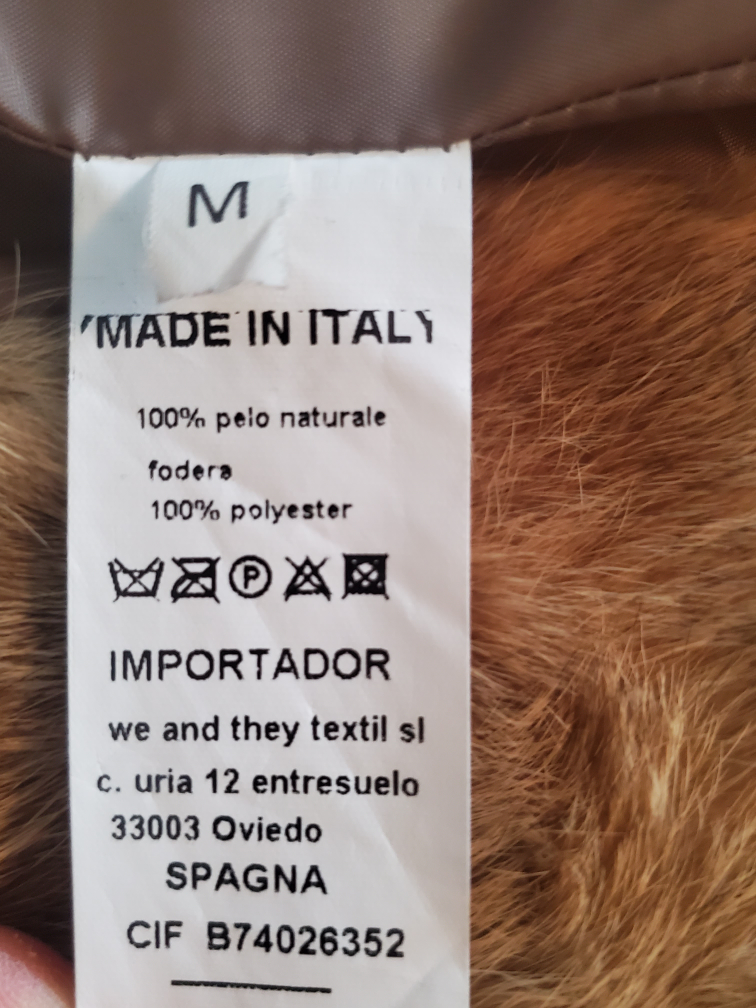 M
MADE IN ITALY
100% pelo naturale
fodera
100% polyester
P
IMPORTADOR
we and they textil sl
c. uria 12 entresuelo
33003 Oviedo
SPAGNA
CIF B74026352